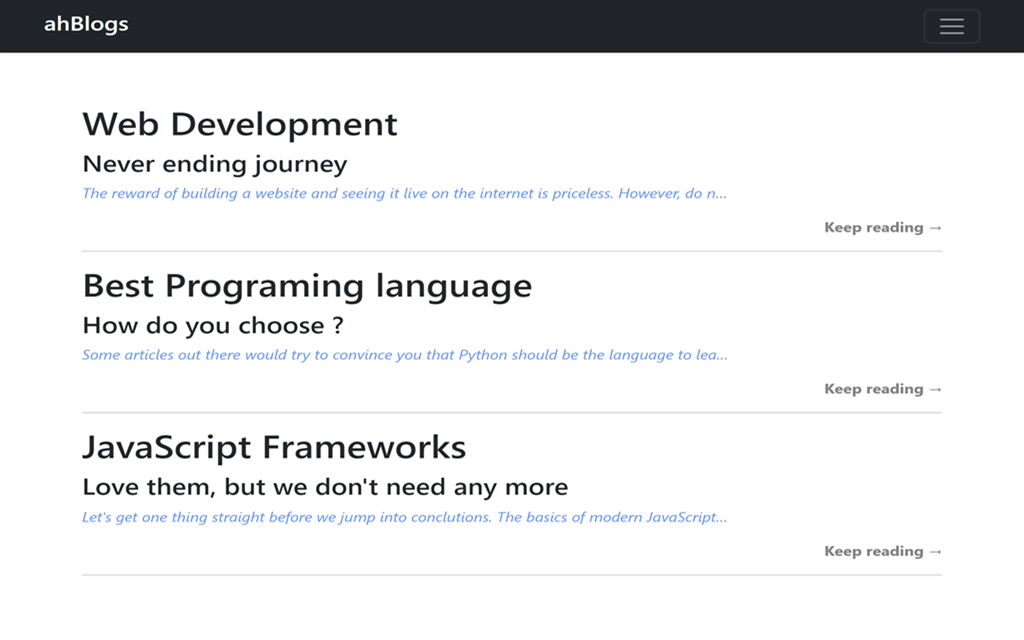 ahBlogs
Web Development
Never ending journey
The reward of building a website and seeing it live on the internet is priceless. However, do n...
Keep reading →
Best Programing language
How do you choose ?
Some articles out there would try to convince you that Python should be the language to lea...
Keep reading →
JavaScript Frameworks
Love them, but we don't need any more
Let's get one thing straight before we jump into conclutions. The basics of modern JavaScript...
Keep reading →